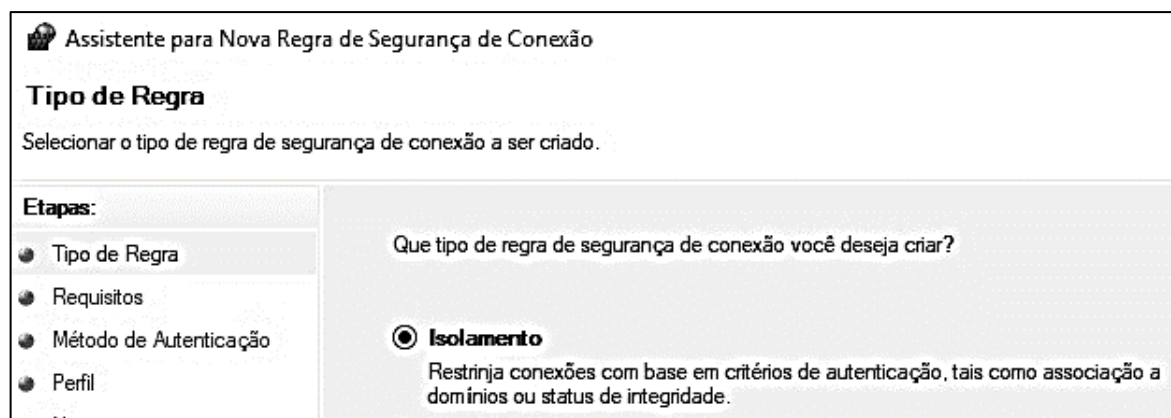 Assistente para Nova Regra de Segurança de Conexão
Tipo de Regra
Selecionar o tipo de regra de segurança de conexão a ser criado.
Etapas:
Tipo de Regra
Requisitos
Método de Autenticação
Perfil
Que tipo de regra de segurança de conexão você deseja criar?
Isolamento
Restrinja conexões com base em critérios de autenticação, tais como associação a
domínios ou status de integridade.